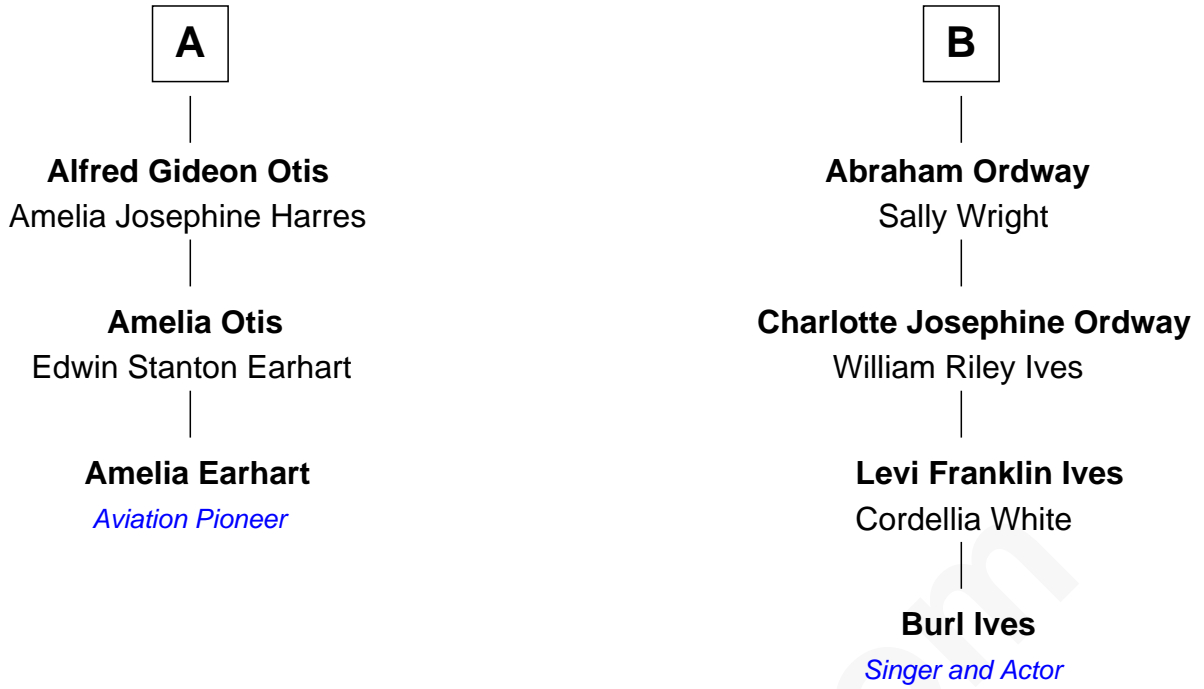 A
Alfred Gideon Otis
Amelia Josephine Harres
Amelia Otis
Edwin Stanton Earhart
Amelia Earhart
Aviation Pioneer
B
Abraham Ordway
Sally Wright
Charlotte Josephine Ordway
William Riley Ives
Levi Franklin Ives
Cordellia White
Burl Ives
Singer and Actor